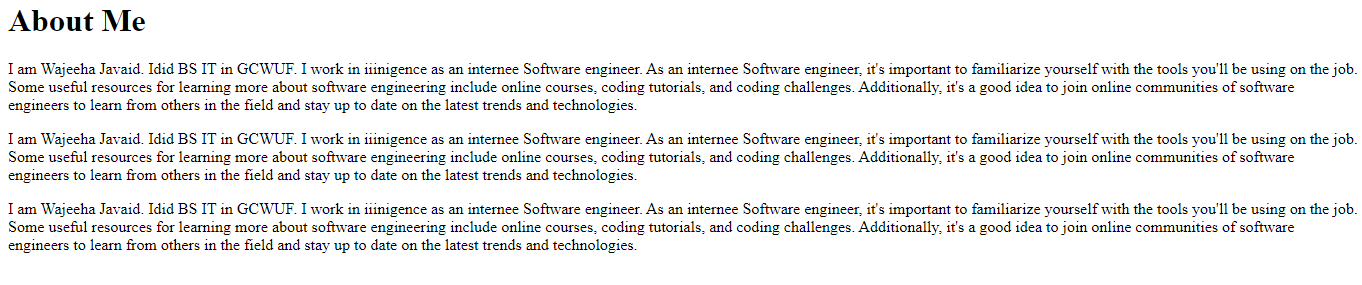 About Me
I am Wajeeha Javaid. Idid BS IT in GCWUF. I work in iiinigence as an internee Software engineer. As an internee Software engineer, it's important to familiarize yourself with the tools you'll be using on the job.
Some useful resources for learning more about software engineering include online courses, coding tutorials, and coding challenges. Additionally, it's a good idea to join online communities of software
engineers to learn from others in the field and stay up to date on the latest trends and technologies.
I am Wajeeha Javaid. Idid BS IT in GCWUF. I work in iiinigence as an internee Software engineer. As an internee Software engineer, it's important to familiarize yourself with the tools you'll be using on the job.
Some useful resources for learning more about software engineering include online courses, coding tutorials, and coding challenges. Additionally, it's a good idea to join online communities of software
engineers to learn from others in the field and stay up to date on the latest trends and technologies.
I am Wajeeha Javaid. Idid BS IT in GCWUF. I work in iiinigence as an internee Software engineer. As an internee Software engineer, it's important to familiarize yourself with the tools you'll be using on the job.
Some useful resources for learning more about software engineering include online courses, coding tutorials, and coding challenges. Additionally, it's a good idea to join online communities of software
engineers to learn from others in the field and stay up to date on the latest trends and technologies.